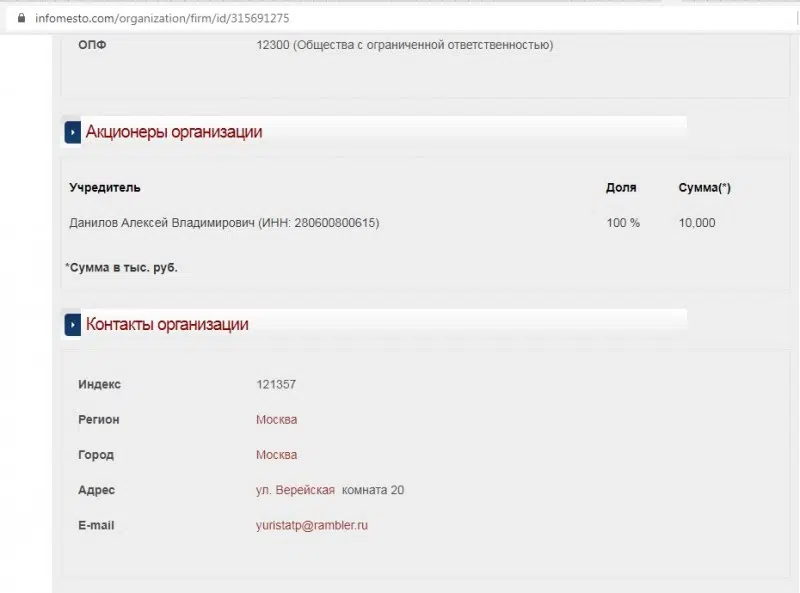 infomesto.com/organization/firm/id/315691275
ОПФ 12300 (Общества с ограниченной ответственностью)
Акционеры организации
Учредитель Доля Сумма(*)
Данилов Алексей Владимирович (ИНН: 280600800615) 100 % 10,000
*Сумма в тыс. руб.
Контакты организации
Индекс 121357
Регион Москва
Город Москва
Адрес ул. Верейская комната 20
E-mail yuristatp@rambler.ru